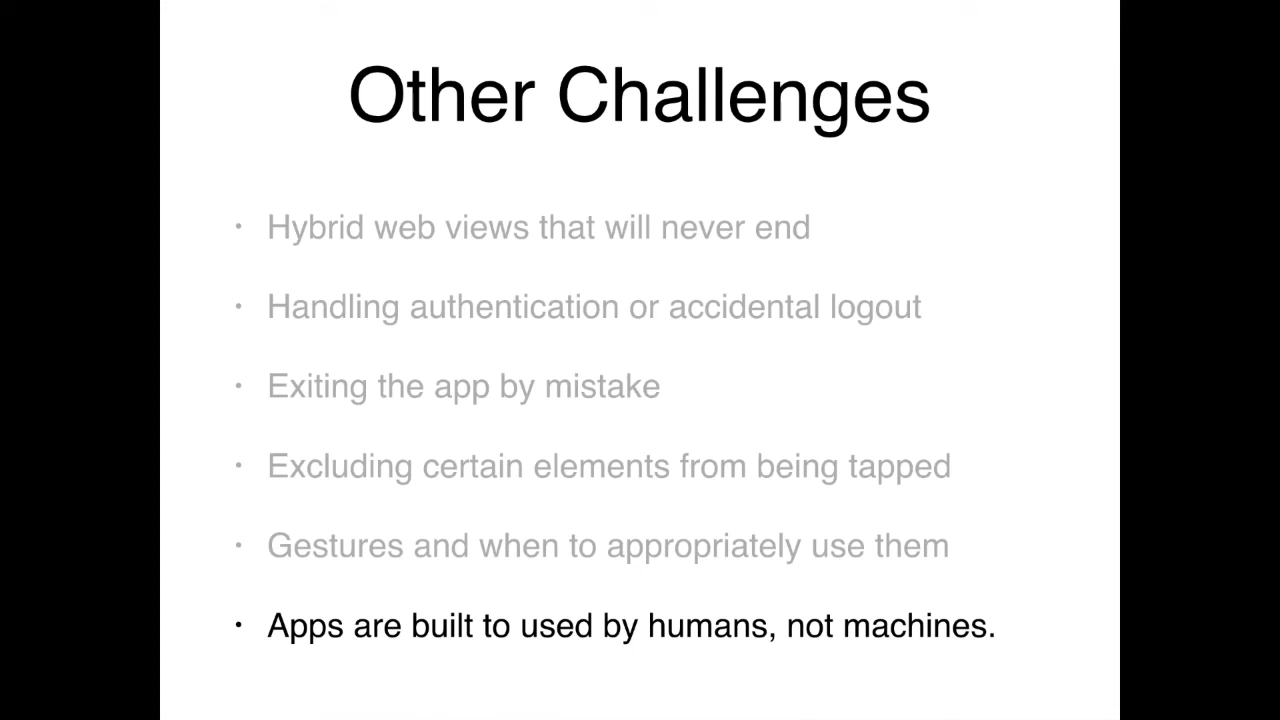 Other Challenges
• Hybrid web views that will never end
• Handling authentication or accidental logout
• Exiting the app by mistake
• Excluding certain elements from being tapped
• Gestures and when to appropriately use them
• Apps are built to used by humans, not machines.